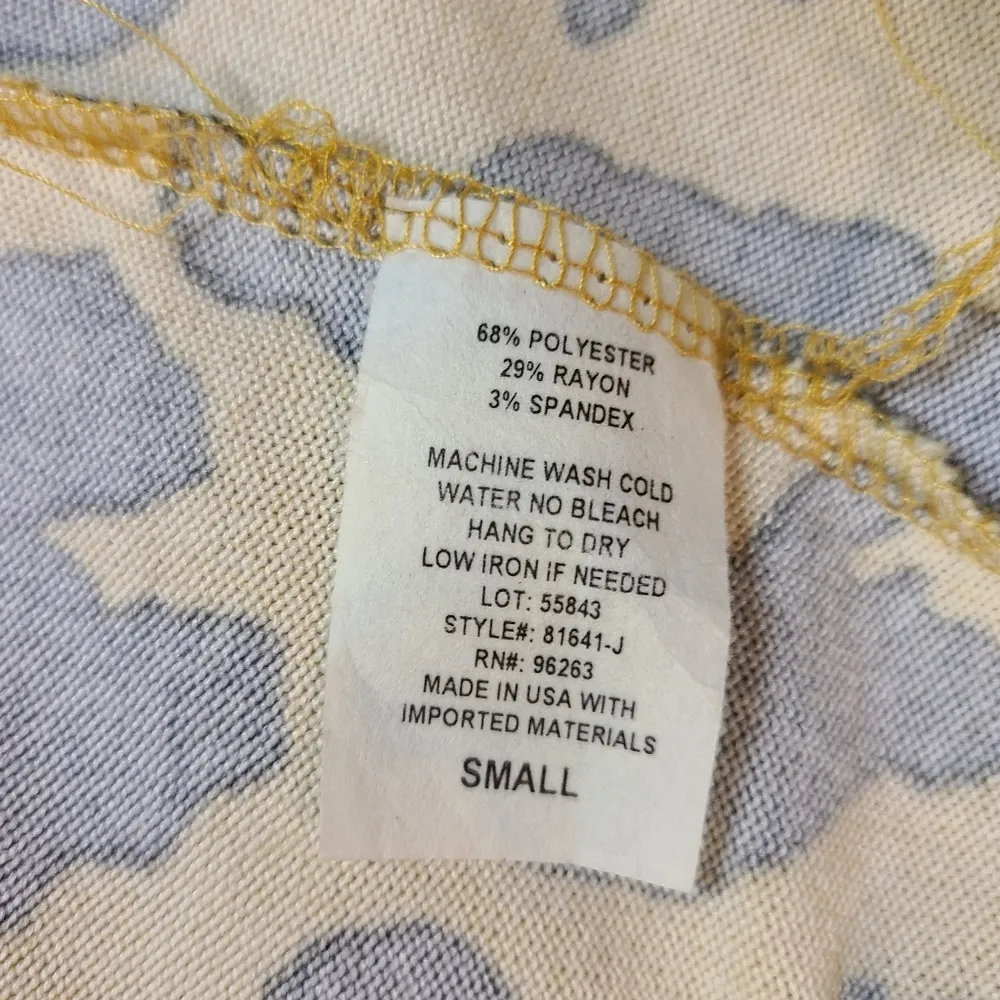 68% POLYESTER
29% RAYON
3% SPANDEX
MACHINE WASH COLD
WATER NO BLEACH
HANG TO DRY
LOW IRON IF NEEDED
LOT: 55843
STYLE#: 81641-J
RN#: 96263
MADE IN USA WITH
IMPORTED MATERIALS
SMALL